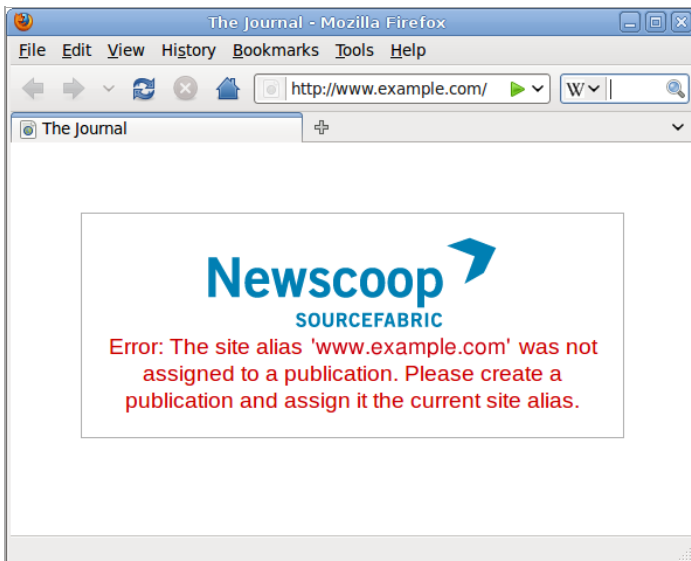 The Journal - Mozilla Firefox
File Edit View History Bookmarks Tools Help
http://www.example.com/ W
The Journal
Newscoop
SOURCEFABRIC
Error: The site alias 'www.example.com' was not
assigned to a publication. Please create a
publication and assign it the current site alias.